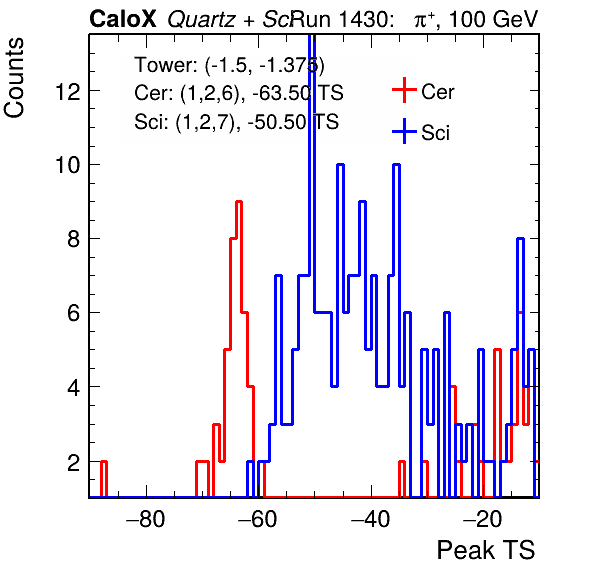 CaloX Quartz + ScRun 1430: π⁺, 100 GeV
Counts
Tower: (-1.5, -1.375)
Cer: (1,2,6), -63.50 TS
Sci: (1,2,7), -50.50 TS
Cer
Sci
12
10
8
6
4
2
−80 −60 −40 −20
Peak TS